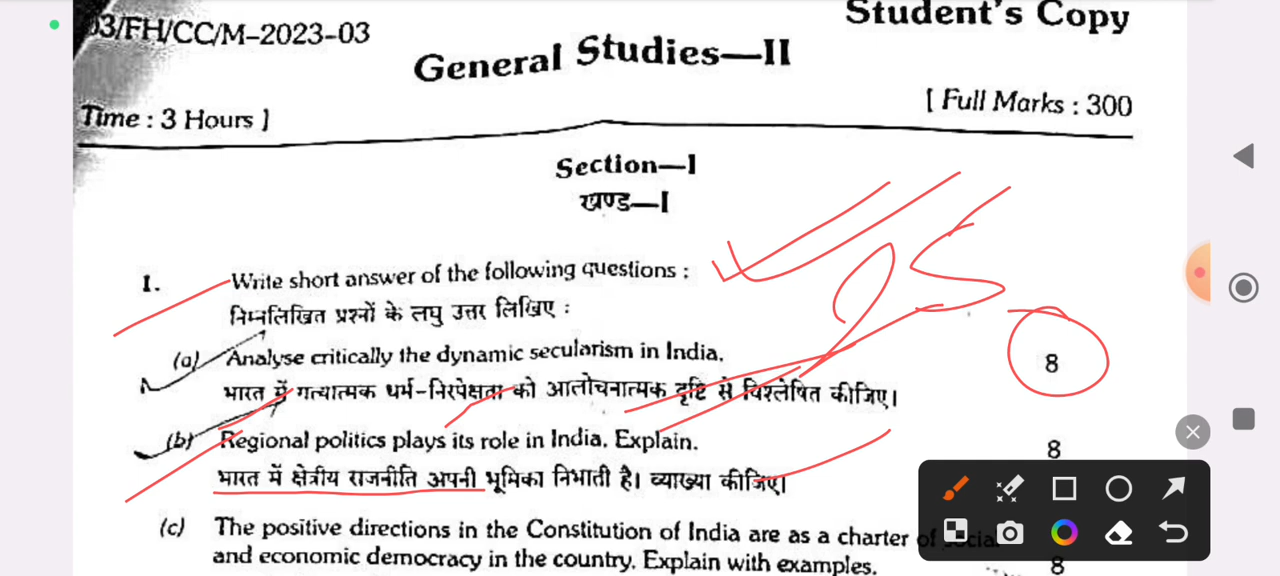 03/FH/CC/M-2023-03
Student's Copy
General Studies—II
Time : 3 Hours ]
[ Full Marks : 300
Section—I
खण्ड—I
1. Write short answer of the following questions :
निम्नलिखित प्रश्नों के लघु उत्तर लिखिए :
(a) Analyse critically the dynamic secularism in India. 8
भारत में गत्यात्मक धर्म-निरपेक्षता को आलोचनात्मक दृष्टि से विश्लेषित कीजिए।
(b) Regional politics plays its role in India. Explain. 8
भारत में क्षेत्रीय राजनीति अपनी भूमिका निभाती है। व्याख्या कीजिए।
(c) The positive directions in the Constitution of India are as a charter of
and economic democracy in the country. Explain with examples. 8